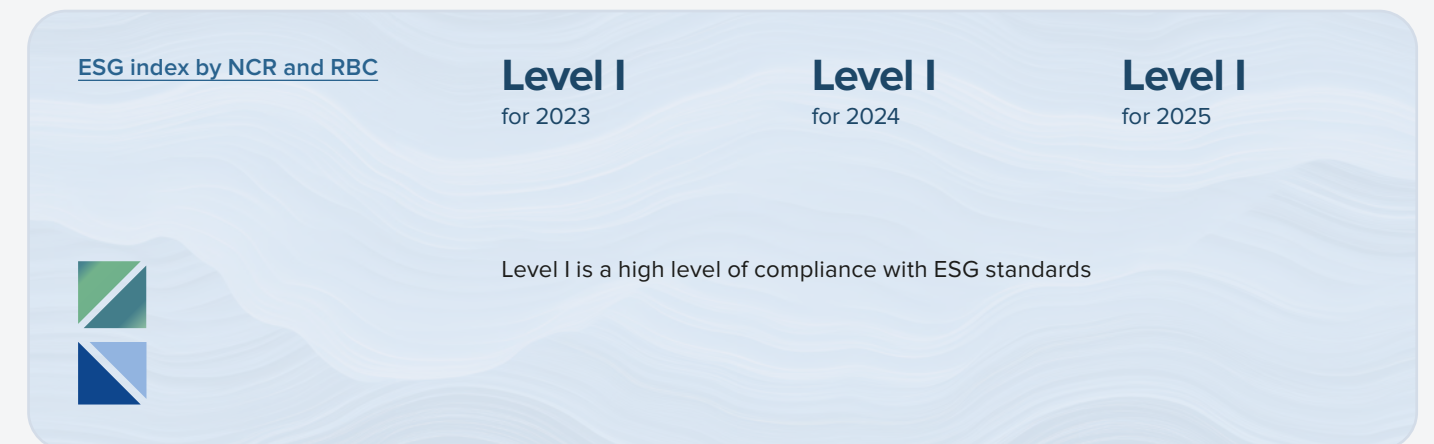 ESG index by NCR and RBC
Level I
for 2023
Level I
for 2024
Level I
for 2025
Level I is a high level of compliance with ESG standards